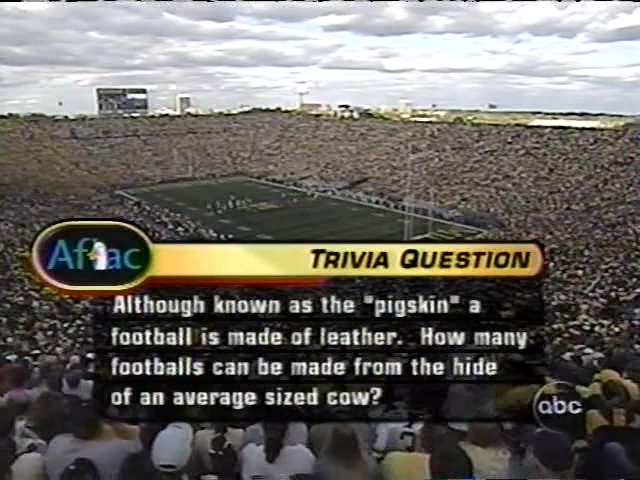 Aflac
TRIVIA QUESTION
Although known as the "pigskin" a
football is made of leather. How many
footballs can be made from the hide
of an average sized cow?
abc